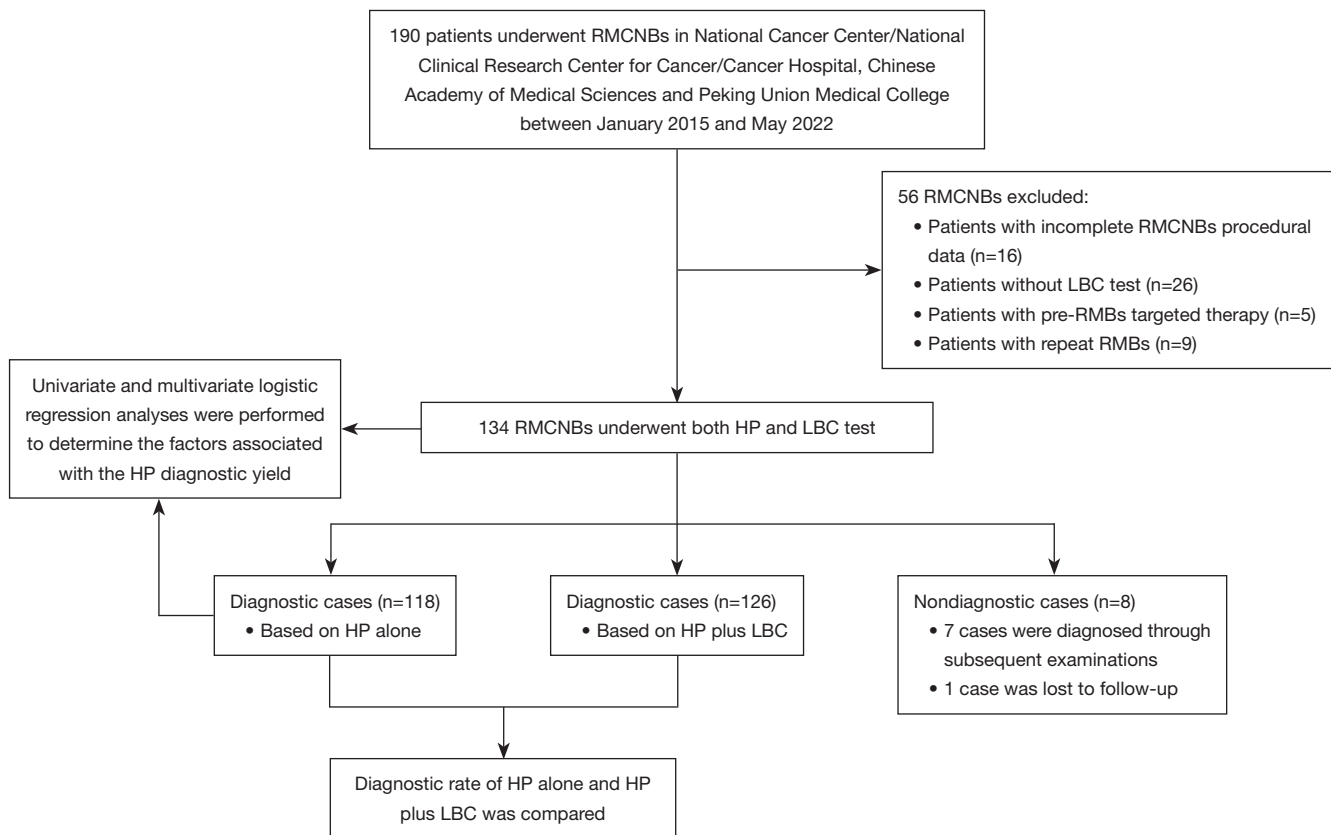 190 patients underwent RMCNBs in National Cancer Center/National
Clinical Research Center for Cancer/Cancer Hospital, Chinese
Academy of Medical Sciences and Peking Union Medical College
between January 2015 and May 2022
56 RMCNBs excluded:
• Patients with incomplete RMCNBs procedural
data (n=16)
• Patients without LBC test (n=26)
• Patients with pre-RMBs targeted therapy (n=5)
• Patients with repeat RMBs (n=9)
Univariate and multivariate logistic
regression analyses were performed
to determine the factors associated
with the HP diagnostic yield
134 RMCNBs underwent both HP and LBC test
Diagnostic cases (n=118)
• Based on HP alone
Diagnostic cases (n=126)
• Based on HP plus LBC
Nondiagnostic cases (n=8)
• 7 cases were diagnosed through
subsequent examinations
• 1 case was lost to follow-up
Diagnostic rate of HP alone and HP
plus LBC was compared